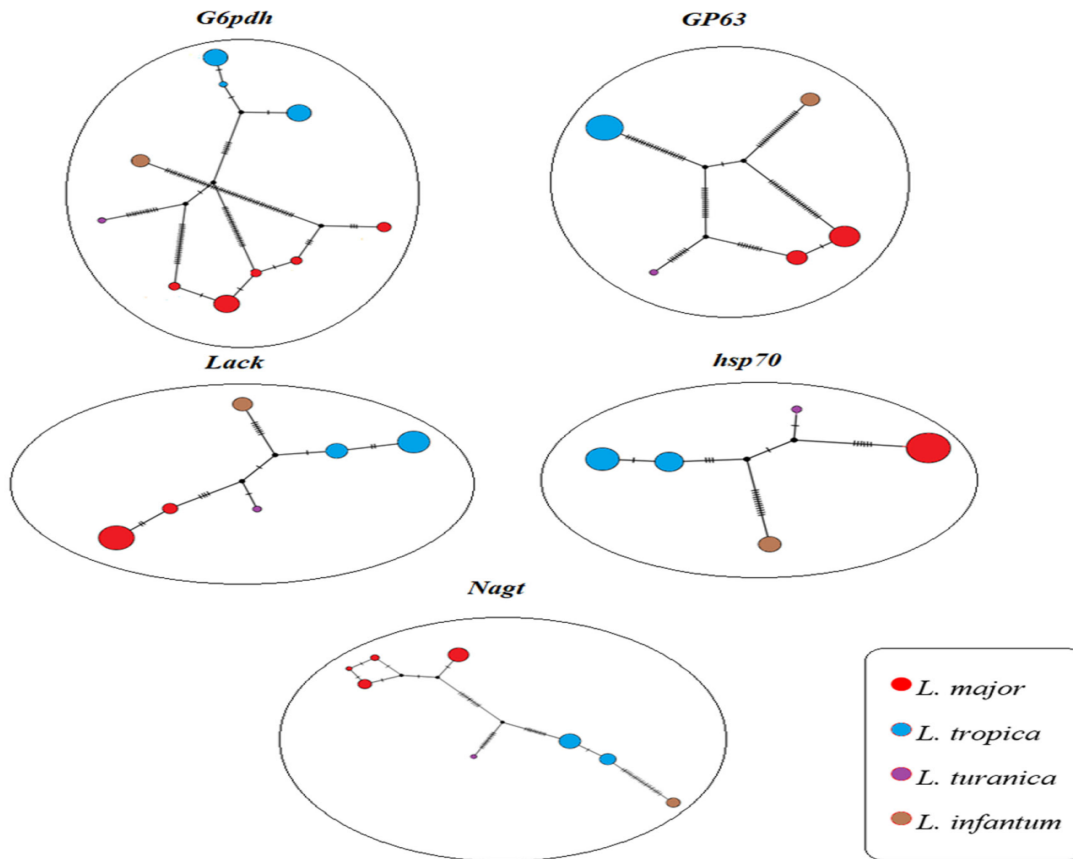 G6pdh
GP63
Lack
hsp70
Nagt
L. major
L. tropica
L. turanica
L. infantum